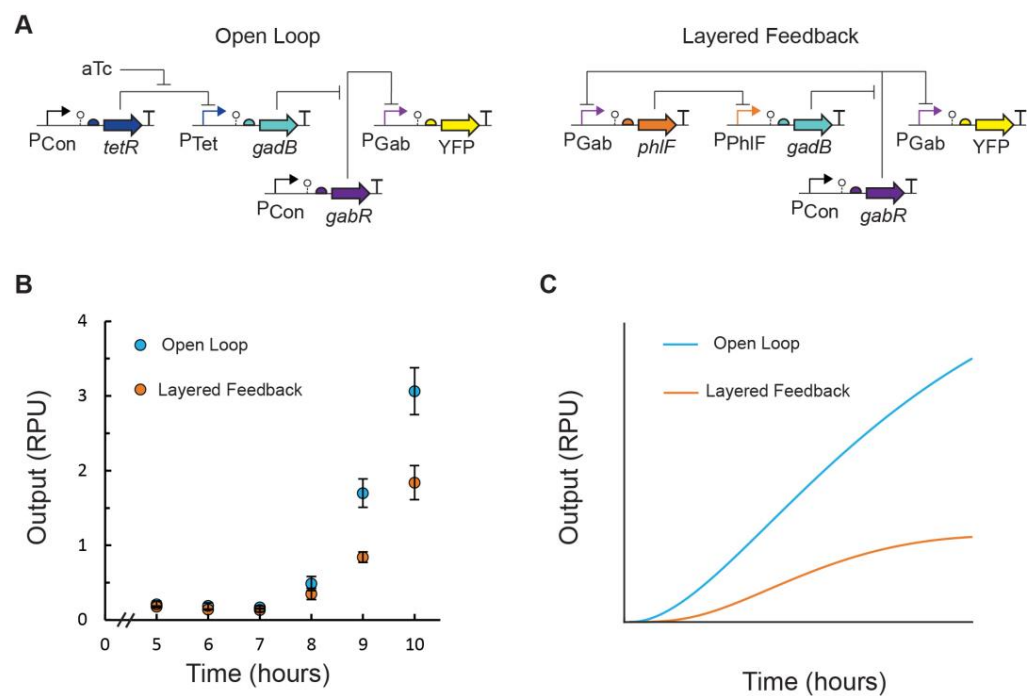 A
Open Loop
Layered Feedback
aTc
PCon
tetR
PTet
gadB
PGab
YFP
PCon
gabR
PGab
phlF
PPhlF
gadB
PGab
YFP
PCon
gabR
B
C
4
3
2
1
0
Output (RPU)
Open Loop
Layered Feedback
0 5 6 7 8 9 10
Time (hours)
Output (RPU)
Open Loop
Layered Feedback
Time (hours)